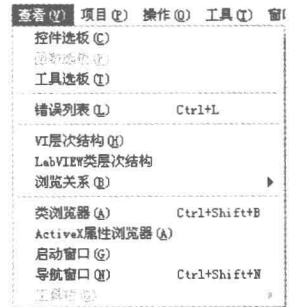 查看(V) 项目(P) 操作(O) 工具(T) 窗
控件选板(C)
工具选板(T)
错误列表(L) Ctrl+L
VI层次结构(H)
LabVIEW类层次结构
浏览关系(R)
类浏览器(A) Ctrl+Shift+B
ActiveX属性浏览器(A)
启动窗口(G)
导航窗口(N) Ctrl+Shift+N